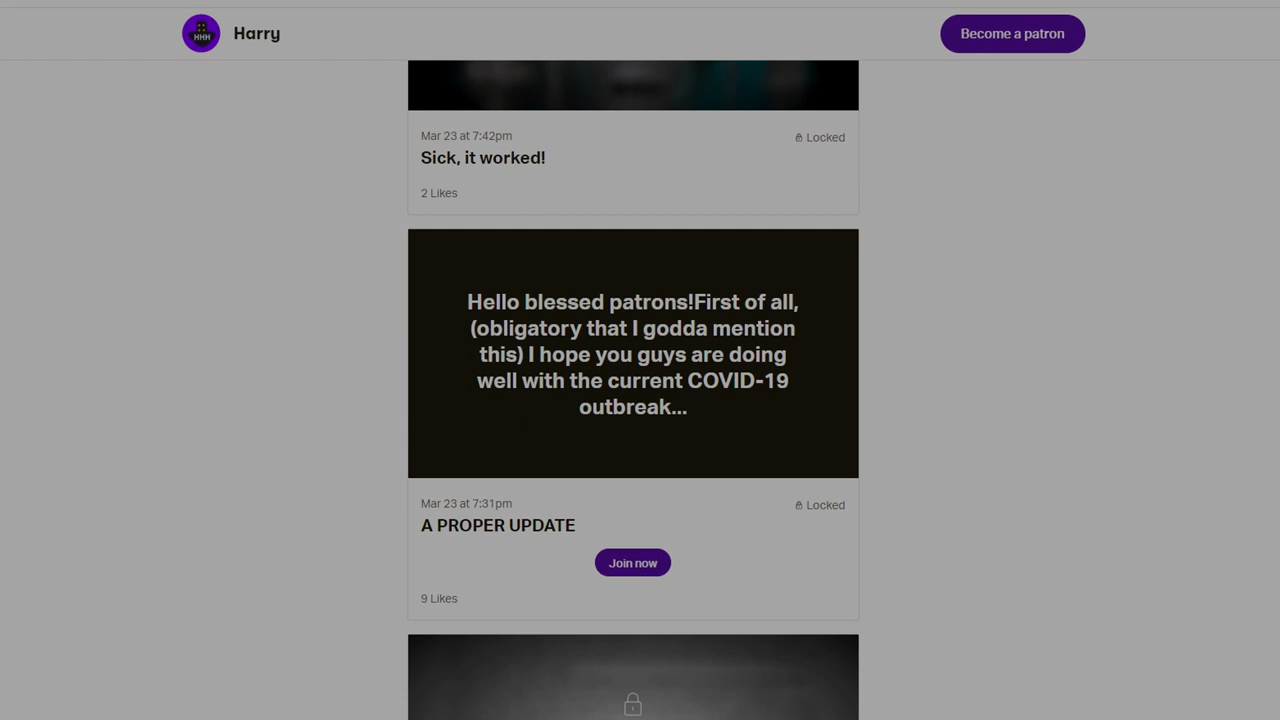 HHH
Harry
Become a patron
Mar 23 at 7:42pm
Locked
Sick, it worked!
2 Likes
Hello blessed patrons!First of all,
(obligatory that I godda mention
this) I hope you guys are doing
well with the current COVID-19
outbreak...
Mar 23 at 7:31pm
Locked
A PROPER UPDATE
Join now
9 Likes